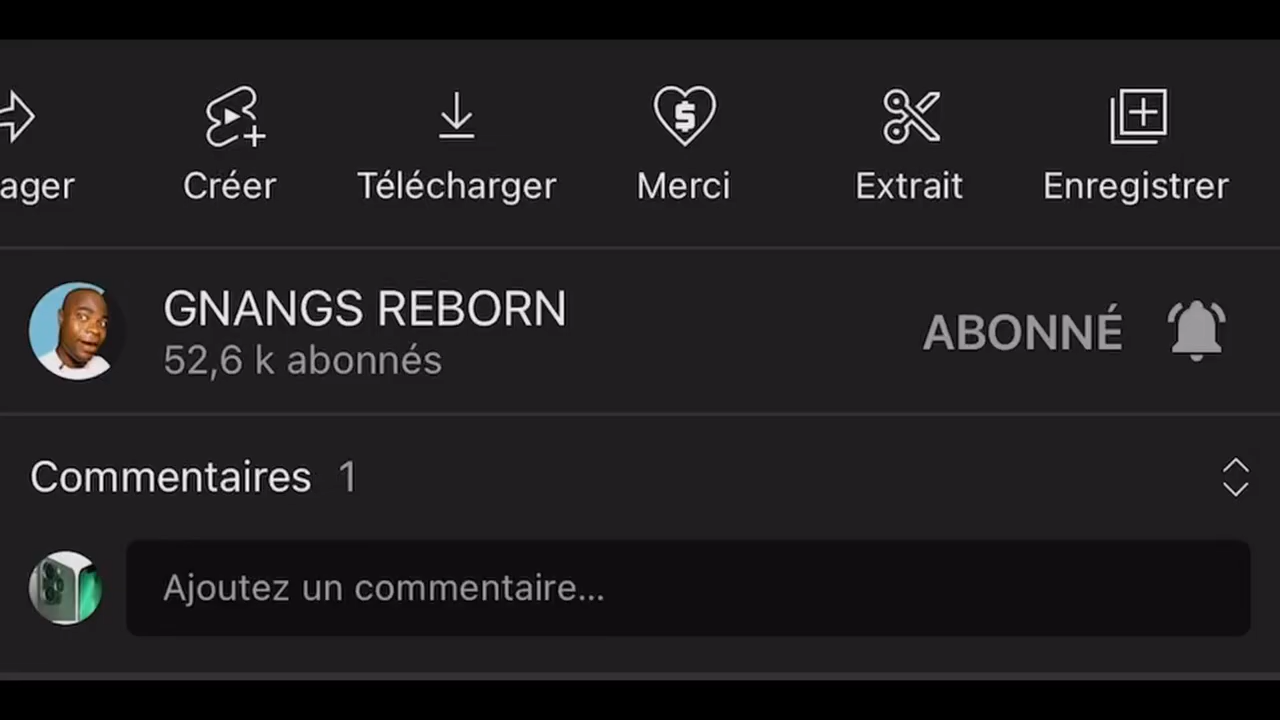 ager Créer Télécharger Merci Extrait Enregistrer
GNANGS REBORN
52,6 k abonnés
ABONNÉ
Commentaires 1
Ajoutez un commentaire...